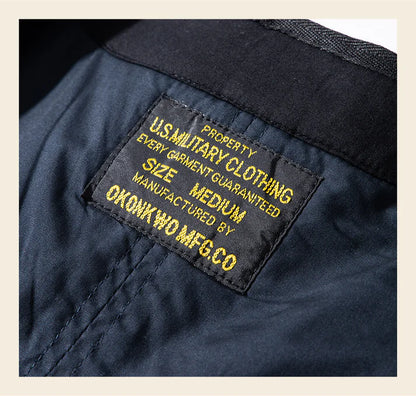 PROPERTY
U.S.MILITARY CLOTHING
EVERY GARMENT GUARANTEED
SIZE MEDIUM
MANUFACTURED BY
OKONKWO MFG.CO